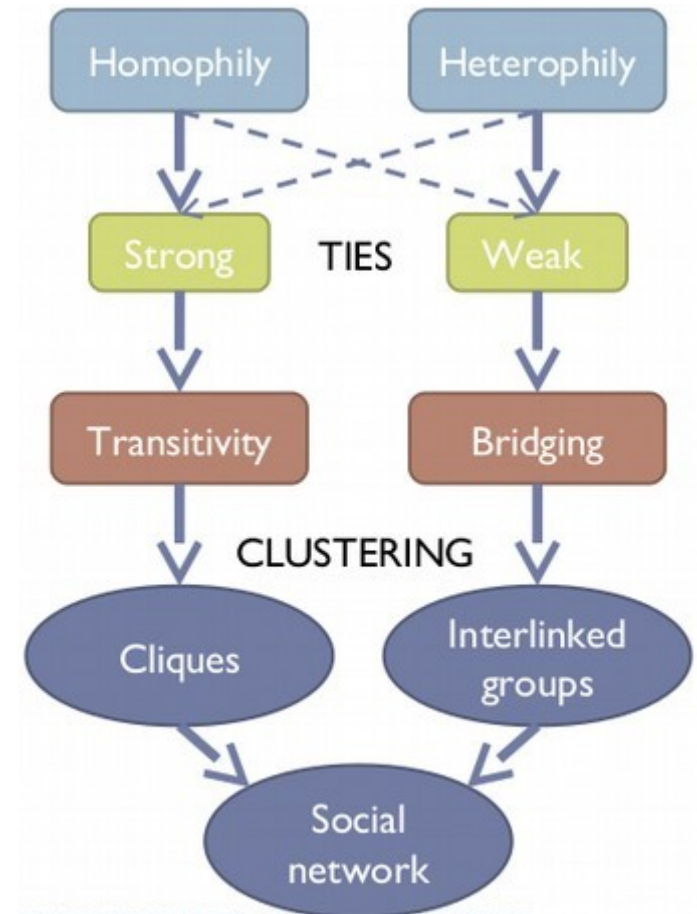 Homophily
Heterophily
Strong
TIES
Weak
Transitivity
Bridging
CLUSTERING
Cliques
Interlinked
groups
Social
network